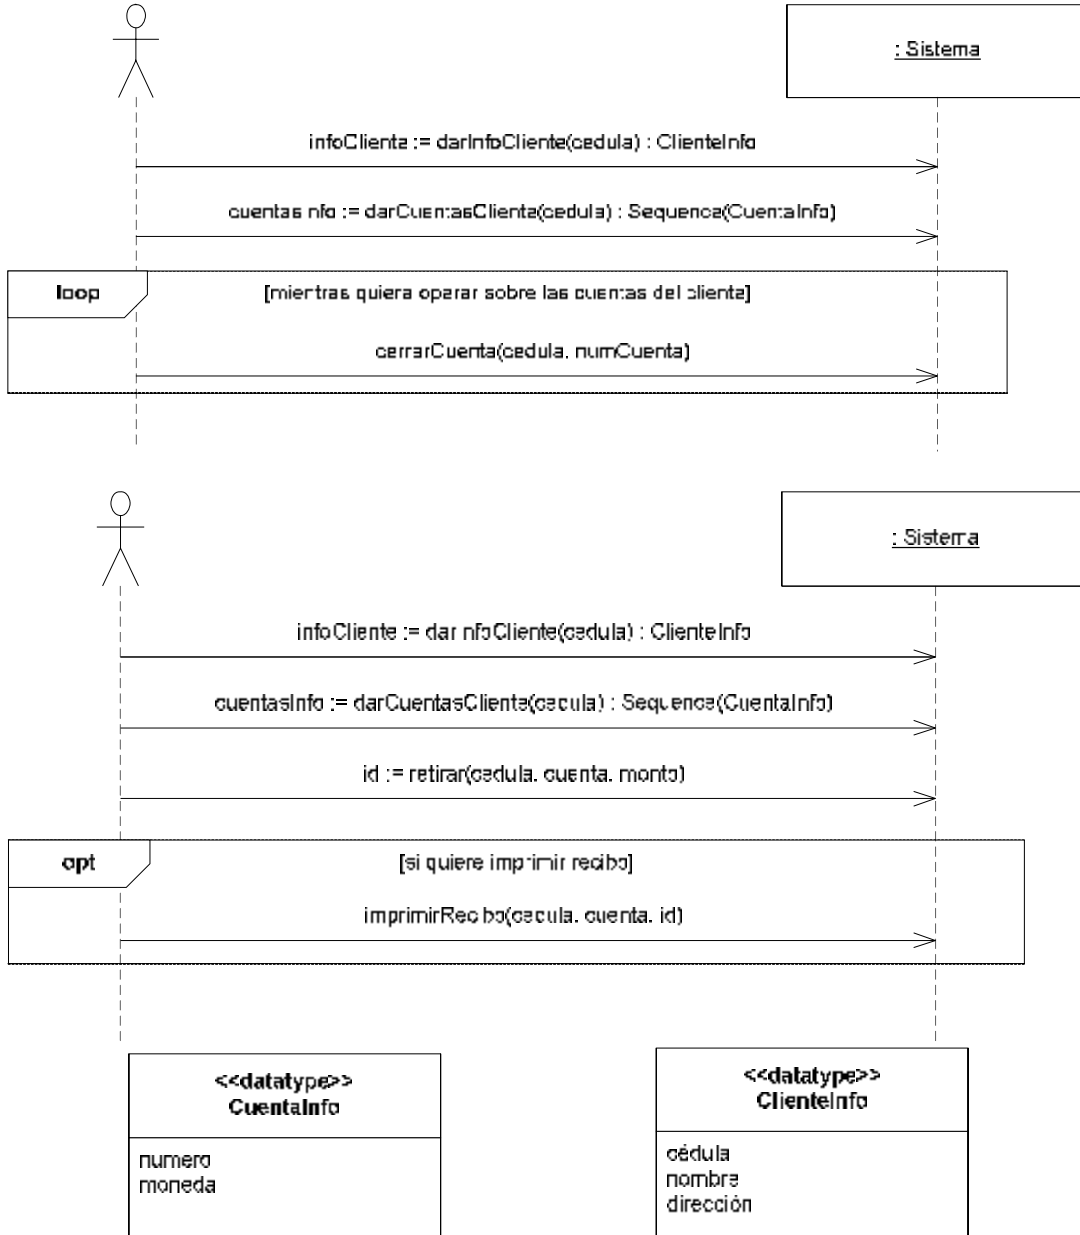 : Sistema
infoCliente := darInfoCliente(cedula) : ClienteInfo
cuentasInfo := darCuentasCliente(cedula) : Sequence(CuentaInfo)
loop
[mientras quiera operar sobre las cuentas del cliente]
cerrarCuenta(cedula, numCuenta)
: Sistema
infoCliente := darInfoCliente(cedula) : ClienteInfo
cuentasInfo := darCuentasCliente(cedula) : Sequence(CuentaInfo)
id := retirar(cedula, cuenta, monto)
opt
[si quiere imprimir recibo]
imprimirRecibo(cedula, cuenta, id)
<<datatype>>
CuentaInfo
numero
moneda
<<datatype>>
ClienteInfo
cédula
nombre
dirección